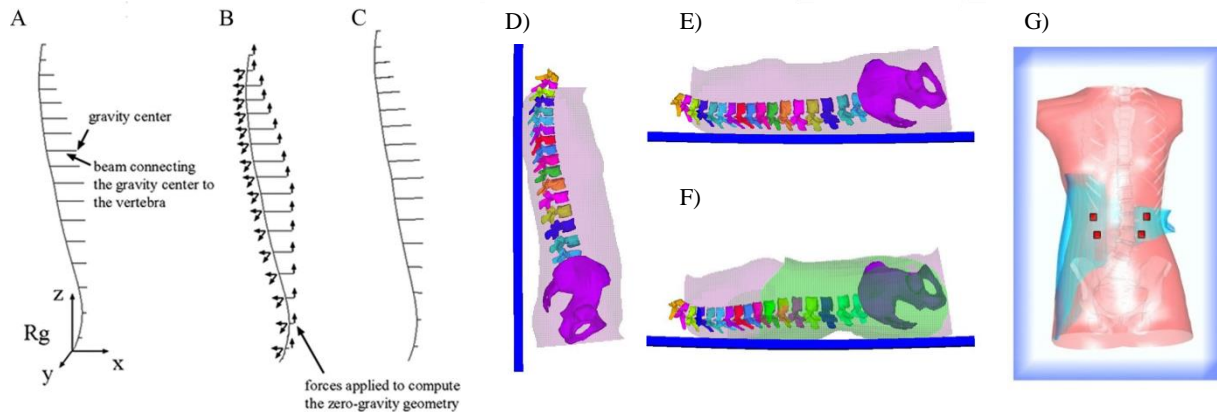 A
B
C
D)
E)
G)
gravity center
beam connecting
the gravity center to
the vertebra
F)
z
Rg
y
x
forces applied to compute
the zero-gravity geometry